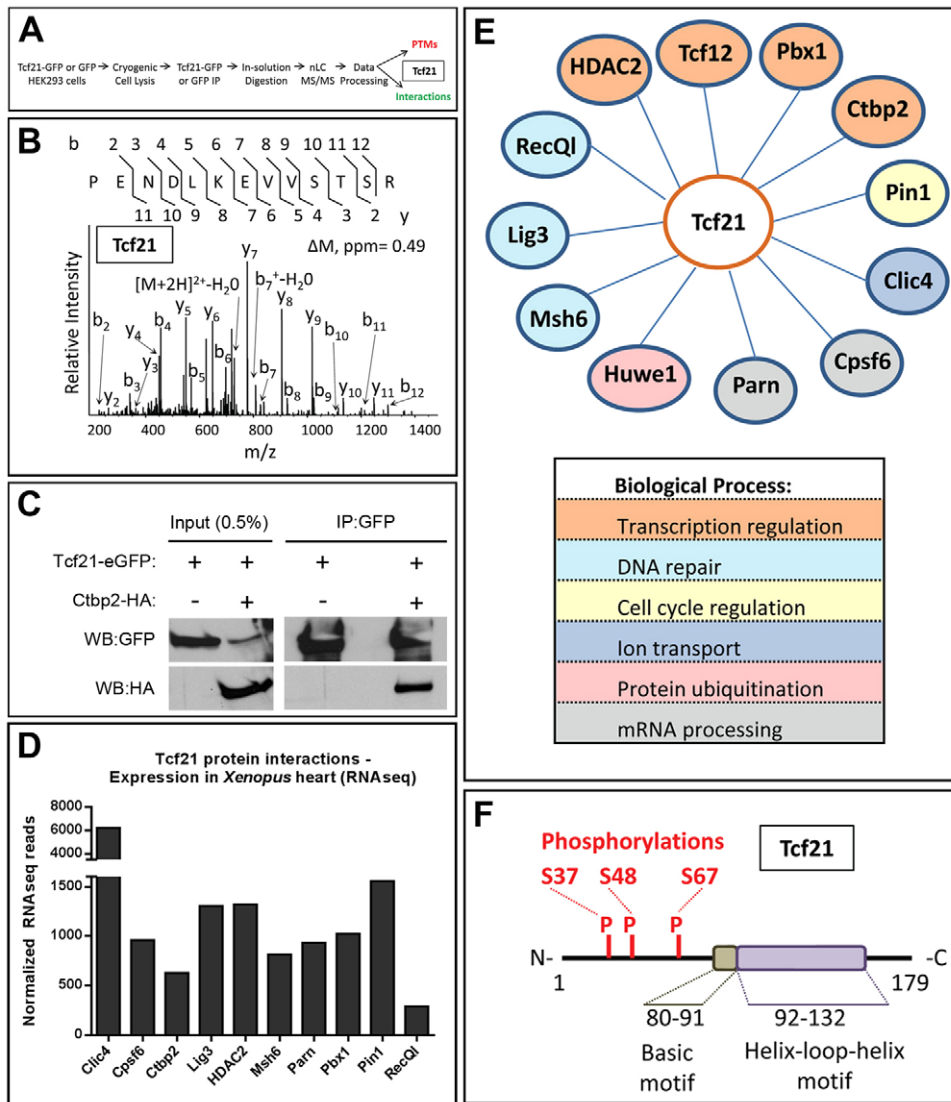 A
Tcf21-GFP or GFP HEK293 cells → Cryogenic Cell Lysis → Tcf21-GFP or GFP IP → In-solution Digestion → nLC MS/MS → Data Processing
PTMs
Tcf21
Interactions
B
b 2 3 4 5 6 7 8 9 10 11 12
P E N D L K E V V S T S R
11 10 9 8 7 6 5 4 3 2 y
Tcf21
ΔM, ppm= 0.49
[M+2H]²⁺-H₂0
y₇
b₇⁺-H₂0
y₈
b₂
y₄
b₄
y₅
y₆
y₉
b₁₀
b₁₁
y₂
b₃
y₃
b₅
b₆
b₇
b₈
b₉
y₁₀
y₁₁
b₁₂
Relative Intensity
200 400 600 800 1000 1200 1400
m/z
C
Input (0.5%) IP:GFP
Tcf21-eGFP: + + + +
Ctbp2-HA: - + - +
WB:GFP
WB:HA
D
Tcf21 protein interactions -
Expression in Xenopus heart (RNAseq)
Normalized RNAseq reads
8000
6000
4000
1500
1000
500
0
Clic4 Cpsf6 Ctbp2 Lig3 HDAC2 Msh6 Parn Pbx1 Pin1 RecQl
E
HDAC2
Tcf12
Pbx1
Ctbp2
RecQl
Pin1
Tcf21
Lig3
Clic4
Msh6
Cpsf6
Huwe1
Parn
Biological Process:
Transcription regulation
DNA repair
Cell cycle regulation
Ion transport
Protein ubiquitination
mRNA processing
F
Phosphorylations
Tcf21
S37 S48 S67
P P P
N- -C
1 179
80-91 92-132
Basic motif
Helix-loop-helix motif